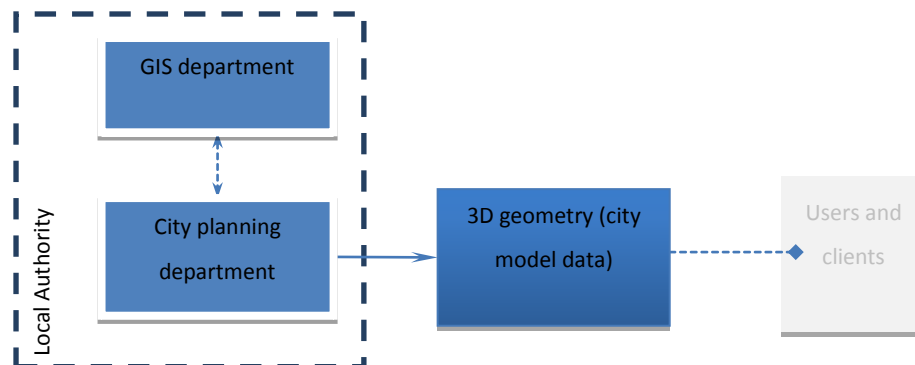 GIS department
City planning
department
Local Authority
3D geometry (city
model data)
Users and
clients